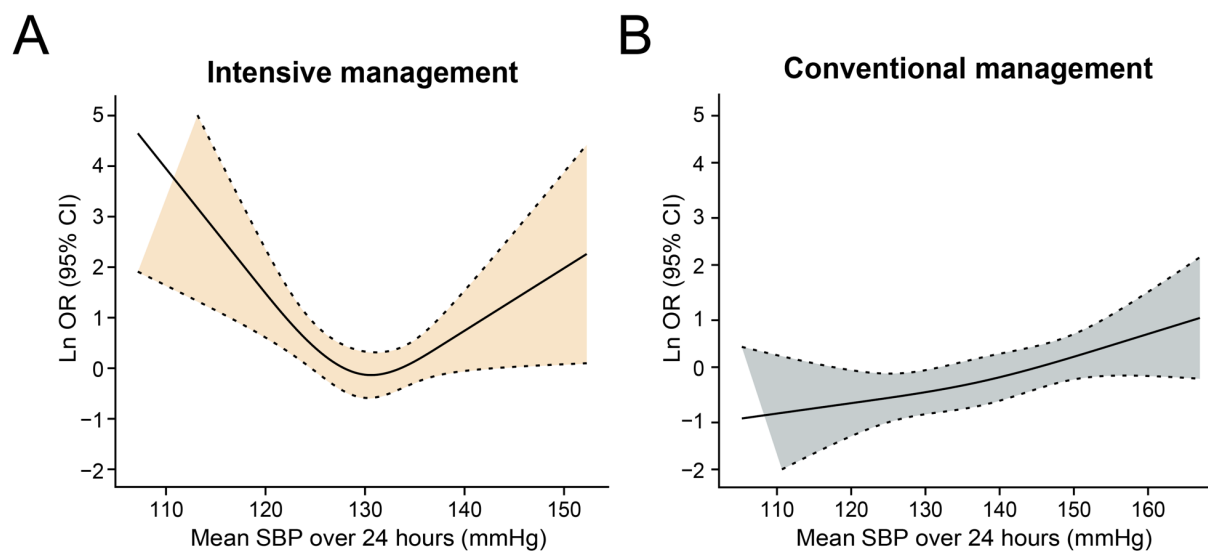 A
Intensive management
Ln OR (95% CI)
5
4
3
2
1
0
−1
−2
110 120 130 140 150
Mean SBP over 24 hours (mmHg)
B
Conventional management
Ln OR (95% CI)
5
4
3
2
1
0
−1
−2
110 120 130 140 150 160
Mean SBP over 24 hours (mmHg)